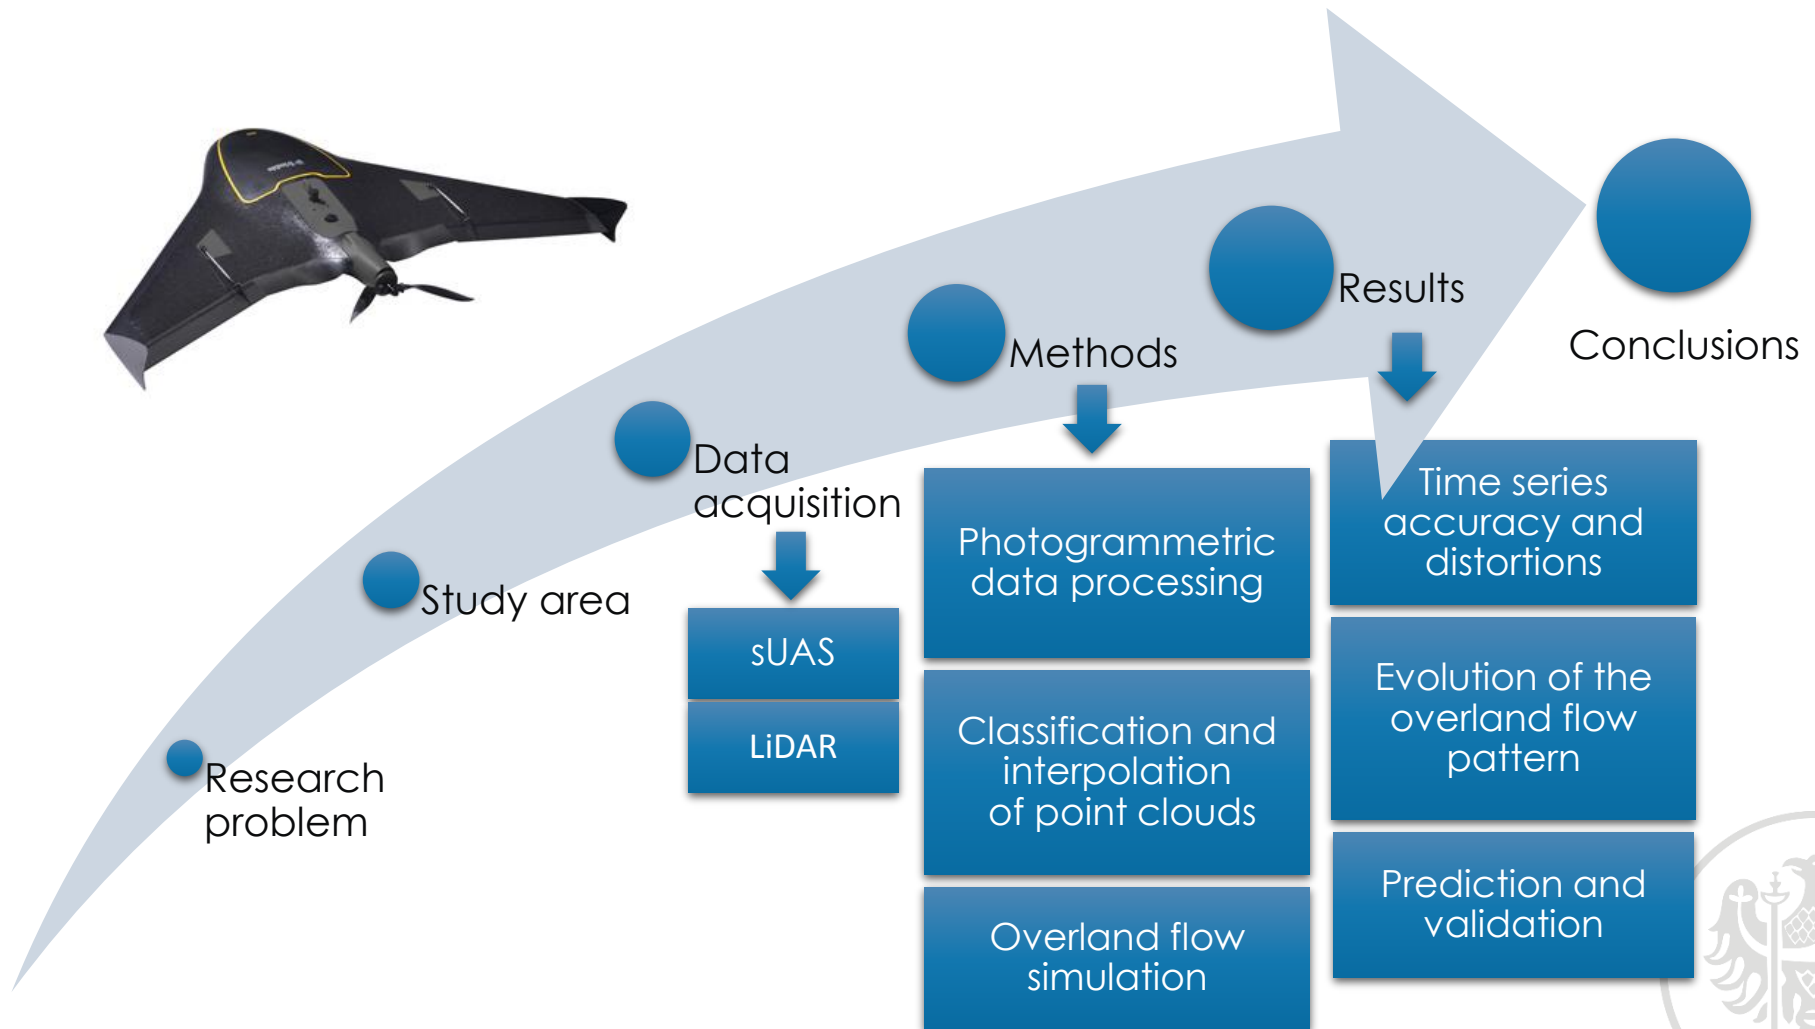 Research
problem
Study area
Data
acquisition
sUAS
LiDAR
Methods
Photogrammetric
data processing
Classification and
interpolation
of point clouds
Overland flow
simulation
Results
Time series
accuracy and
distortions
Evolution of the
overland flow
pattern
Prediction and
validation
Conclusions